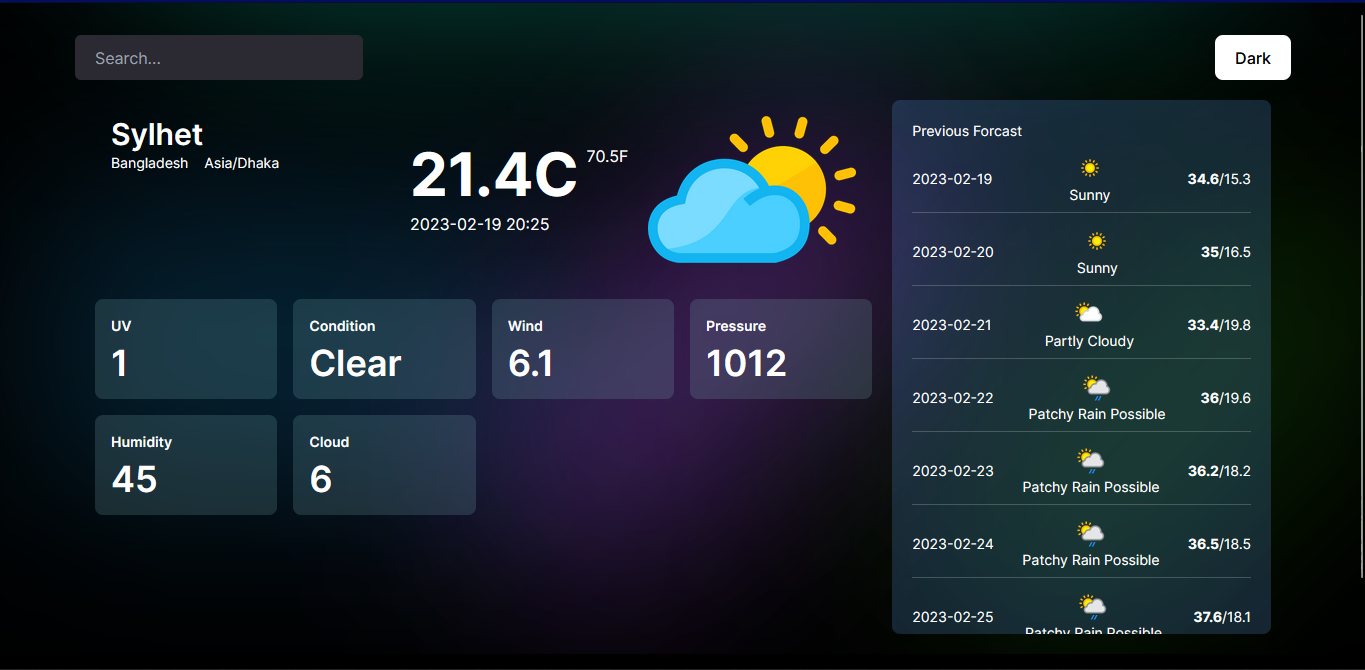 Search...
Dark
Sylhet
Bangladesh Asia/Dhaka
21.4C 70.5F
2023-02-19 20:25
UV
1
Condition
Clear
Wind
6.1
Pressure
1012
Humidity
45
Cloud
6
Previous Forcast
2023-02-19 Sunny 34.6/15.3
2023-02-20 Sunny 35/16.5
2023-02-21 Partly Cloudy 33.4/19.8
2023-02-22 Patchy Rain Possible 36/19.6
2023-02-23 Patchy Rain Possible 36.2/18.2
2023-02-24 Patchy Rain Possible 36.5/18.5
2023-02-25 Patchy Rain Possible 37.6/18.1